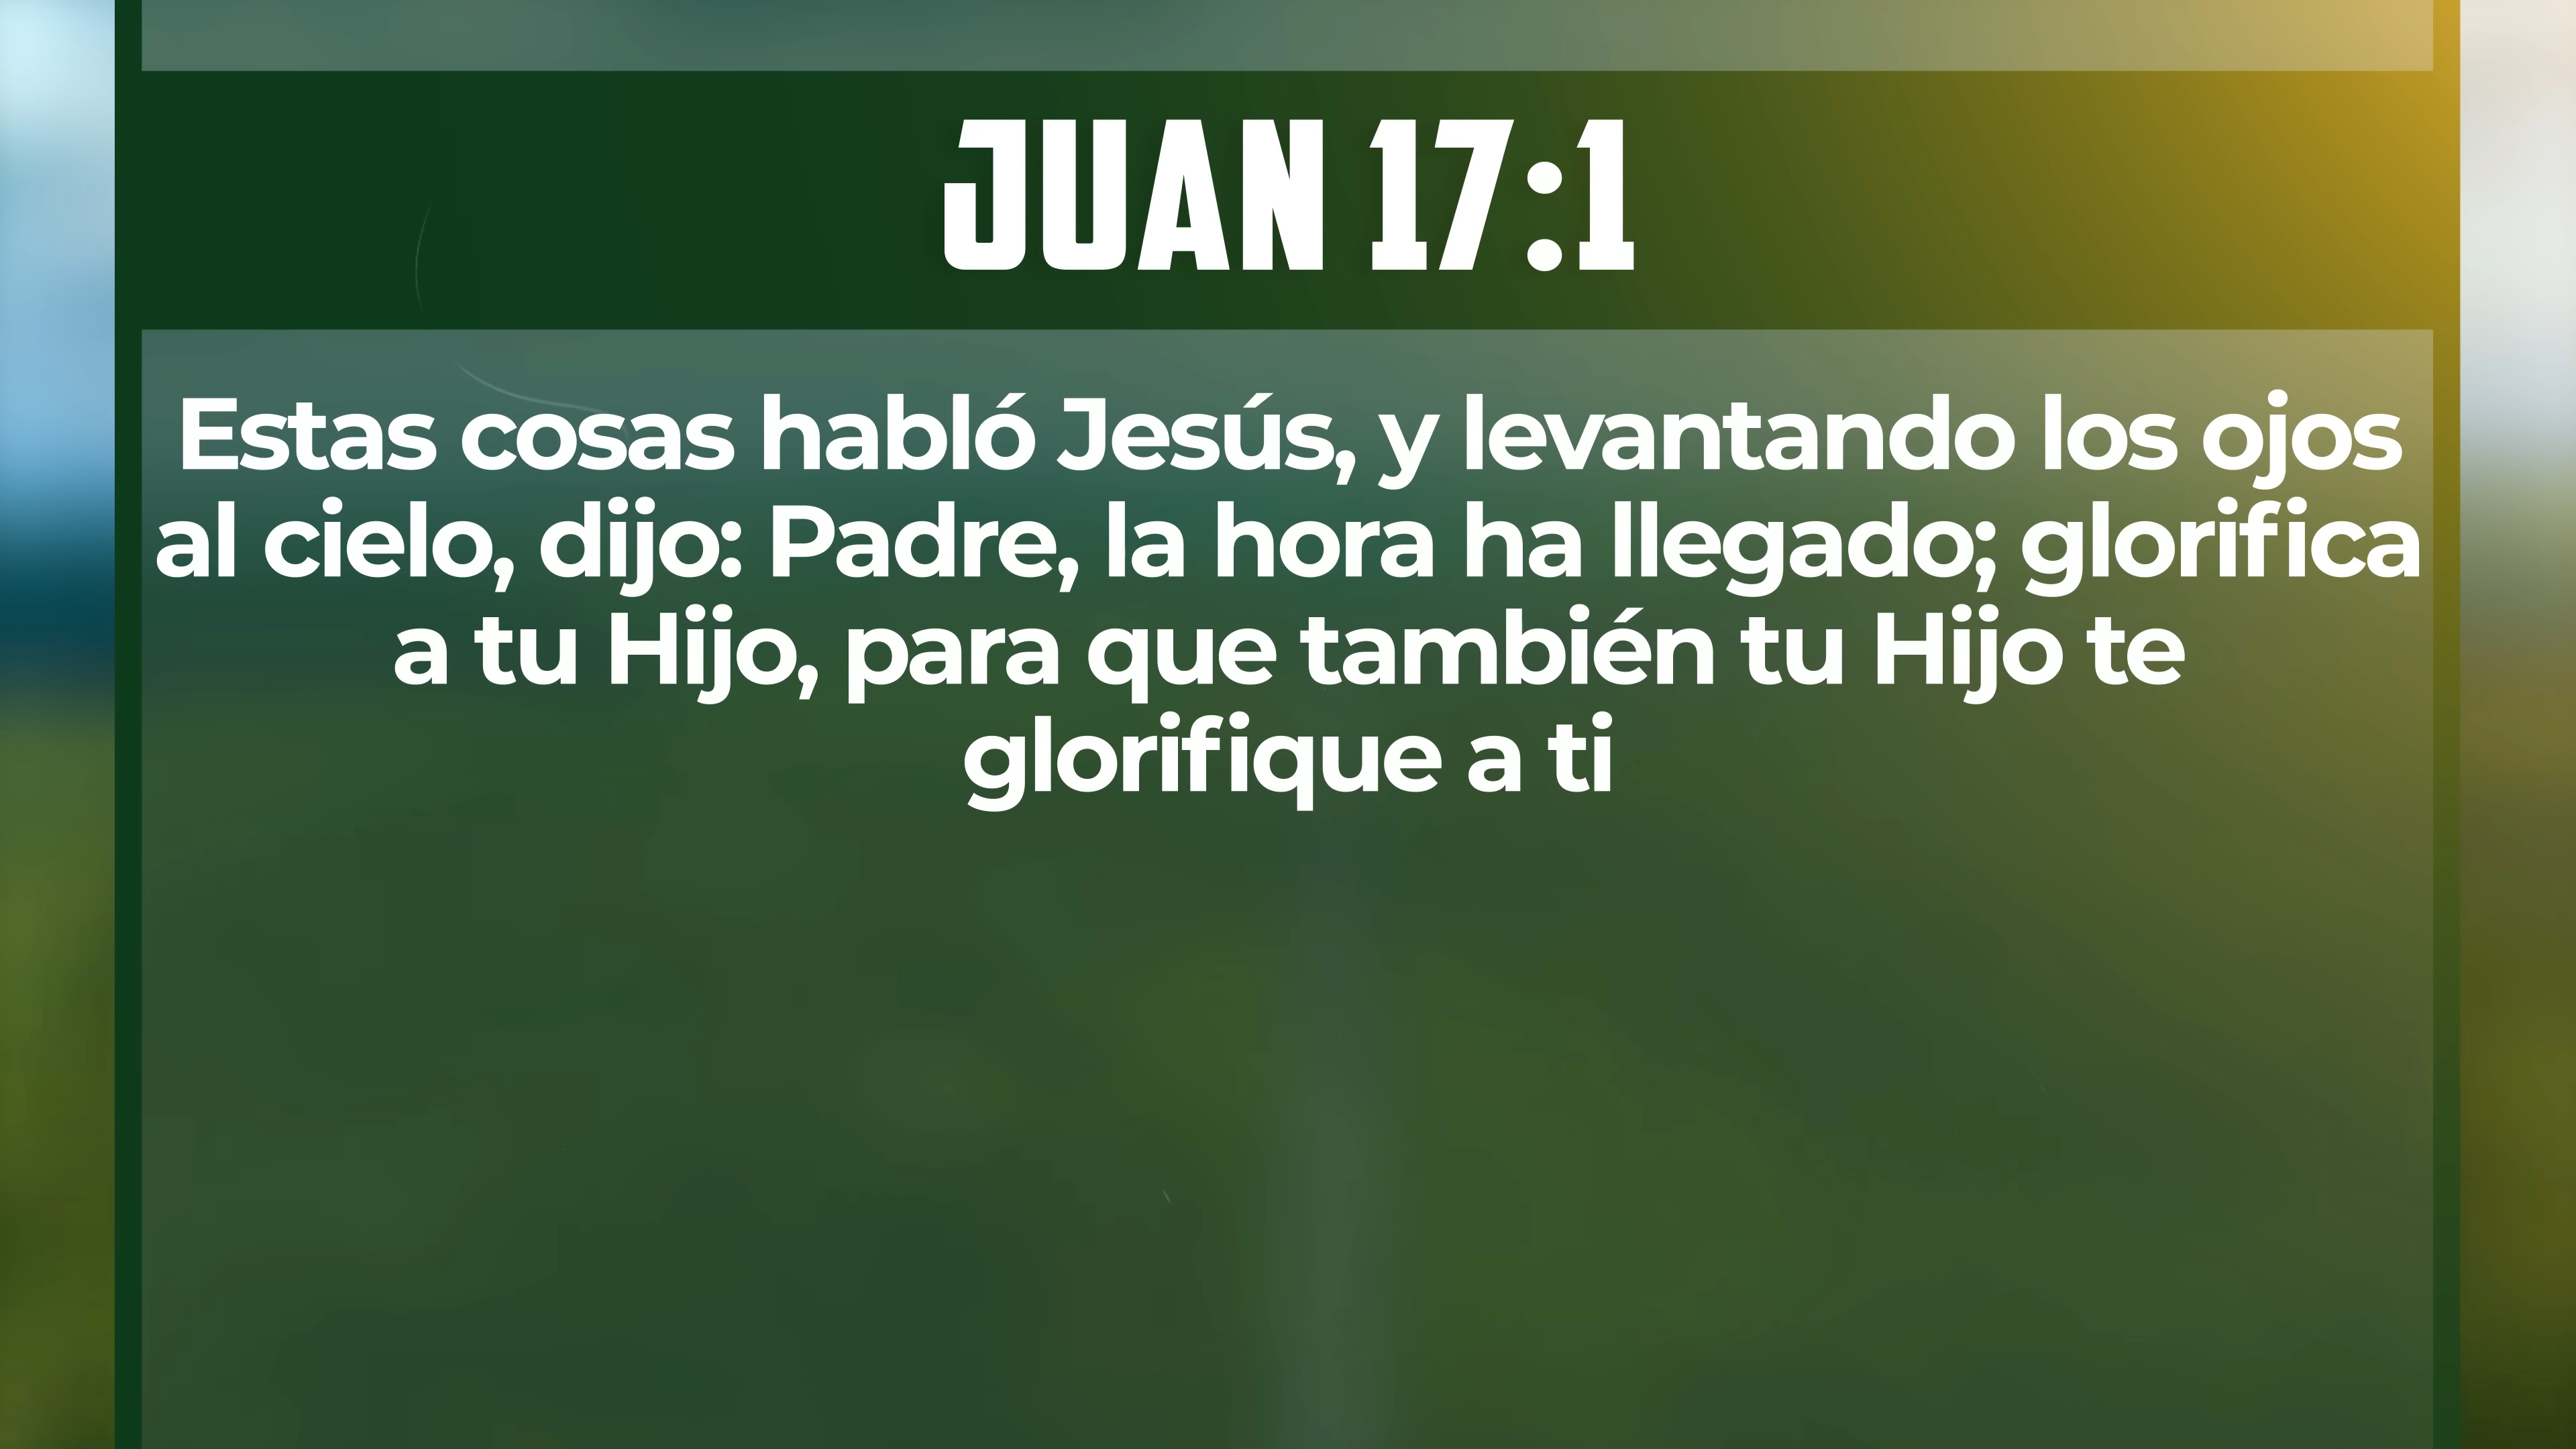 JUAN 17:1
Estas cosas habló Jesús, y levantando los ojos
al cielo, dijo: Padre, la hora ha llegado; glorifica
a tu Hijo, para que también tu Hijo te
glorifique a ti